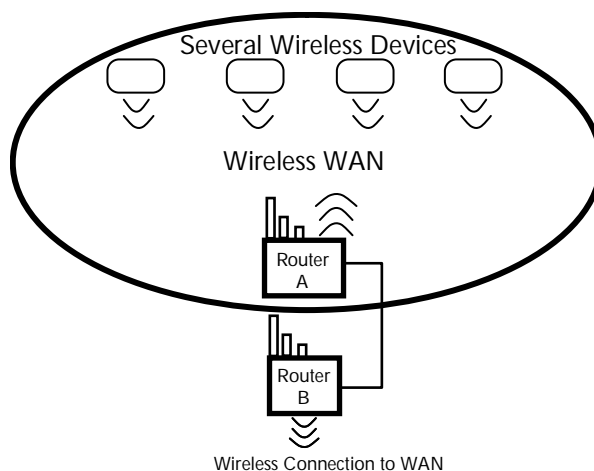 Several Wireless Devices
Wireless WAN
Router
A
Router
B
Wireless Connection to WAN